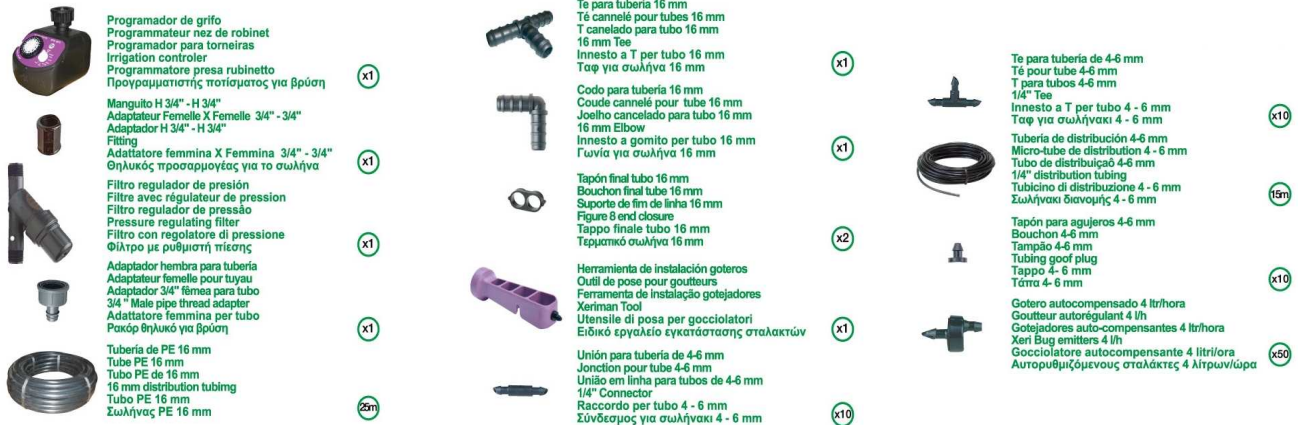 Programador de grifo
Programmateur nez de robinet
Programador para torneiras
Irrigation controler
Programmatore presa rubinetto
Προγραμματιστής ποτίσματος για βρύση
x1
Manguito H 3/4" - H 3/4"
Adaptateur Femelle X Femelle 3/4" - 3/4"
Adaptador H 3/4" - H 3/4"
Fitting
Adattatore femmina X Femmina 3/4" - 3/4"
Θηλυκός προσαρμογέας για το σωλήνα
x1
Filtro regulador de presión
Filtre avec régulateur de pression
Filtro regulador de pressão
Pressure regulating filter
Filtro con regolatore di pressione
Φίλτρο με ρυθμιστή πίεσης
x1
Adaptador hembra para tubería
Adaptateur femelle pour tuyau
Adaptador 3/4" fêmea para tubo
3/4 " Male pipe thread adapter
Adattatore femmina per tubo
Ρακόρ θηλυκό για βρύση
x1
Tubería de PE 16 mm
Tube PE 16 mm
Tubo PE de 16 mm
16 mm distribution tubimg
Tubo PE 16 mm
Σωλήνας PE 16 mm
25m
Te para tubería 16 mm
Té cannelé pour tubes 16 mm
T canelado para tubo 16 mm
16 mm Tee
Innesto a T per tubo 16 mm
Ταφ για σωλήνα 16 mm
x1
Codo para tubería 16 mm
Coude cannelé pour tube 16 mm
Joelho cancelado para tubo 16 mm
16 mm Elbow
Innesto a gomito per tubo 16 mm
Γωνία για σωλήνα 16 mm
x1
Tapón final tubo 16 mm
Bouchon final tube 16 mm
Suporte de fim de linha 16 mm
Figure 8 end closure
Tappo finale tubo 16 mm
Τερματικό σωλήνα 16 mm
x2
Herramienta de instalación goteros
Outil de pose pour goutteurs
Ferramenta de instalação gotejadores
Xeriman Tool
Utensile di posa per gocciolatori
Ειδικό εργαλείο εγκατάστασης σταλακτών
x1
Unión para tubería de 4-6 mm
Jonction pour tube 4-6 mm
União em linha para tubos de 4-6 mm
1/4" Connector
Raccordo per tubo 4 - 6 mm
Σύνδεσμος για σωλήνακι 4 - 6 mm
x10
Te para tubería de 4-6 mm
Té pour tube 4-6 mm
T para tubos 4-6 mm
1/4" Tee
Innesto a T per tubo 4 - 6 mm
Ταφ για σωλήνακι 4 - 6 mm
x10
Tubería de distribución 4-6 mm
Micro-tube de distribution 4 - 6 mm
Tubo de distribuiçaõ 4-6 mm
1/4" distribution tubing
Tubicino di distribuzione 4 - 6 mm
Σωλήνακι διανομής 4 - 6 mm
15m
Tapón para agujeros 4-6 mm
Bouchon 4-6 mm
Tampão 4-6 mm
Tubing goof plug
Tappo 4- 6 mm
Τάπα 4- 6 mm
x10
Gotero autocompensado 4 ltr/hora
Goutteur autorégulant 4 l/h
Gotejadores auto-compensantes 4 ltr/hora
Xeri Bug emitters 4 l/h
Gocciolatore autocompensante 4 litri/ora
Αυτορυθμιζόμενους σταλάκτες 4 λίτρων/ώρα
x50